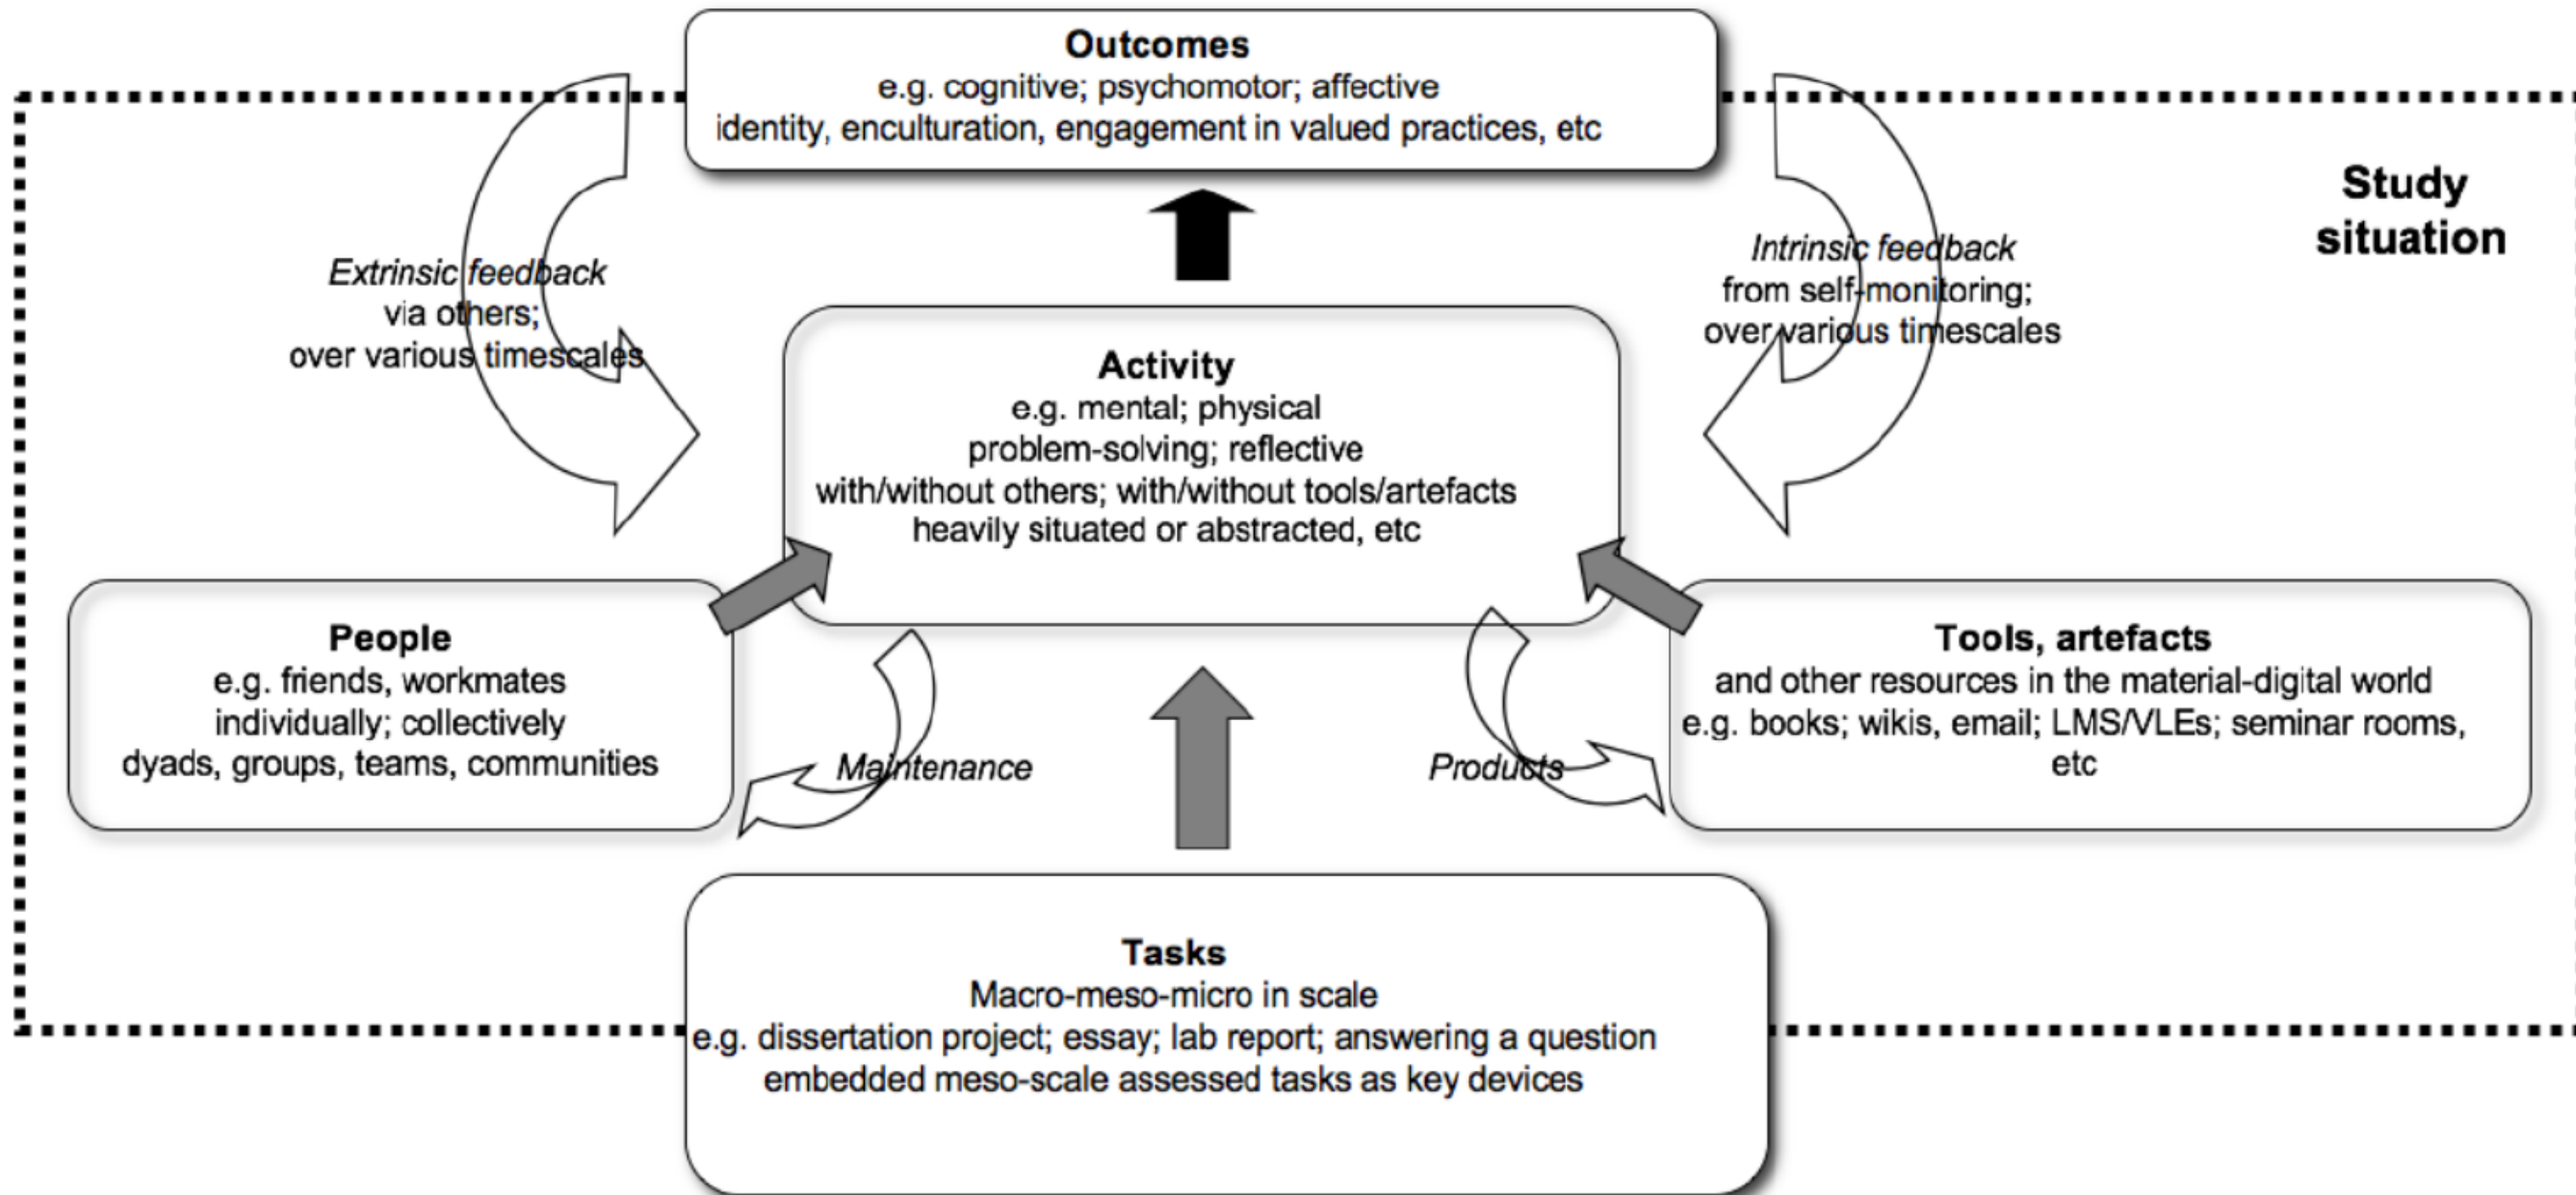 Outcomes
e.g. cognitive; psychomotor; affective
identity, enculturation, engagement in valued practices, etc
Study
situation
Extrinsic feedback
via others;
over various timescales
Intrinsic feedback
from self-monitoring;
over various timescales
Activity
e.g. mental; physical
problem-solving; reflective
with/without others; with/without tools/artefacts
heavily situated or abstracted, etc
People
e.g. friends, workmates
individually; collectively
dyads, groups, teams, communities
Maintenance
Products
Tools, artefacts
and other resources in the material-digital world
e.g. books; wikis, email; LMS/VLEs; seminar rooms,
etc
Tasks
Macro-meso-micro in scale
e.g. dissertation project; essay; lab report; answering a question
embedded meso-scale assessed tasks as key devices